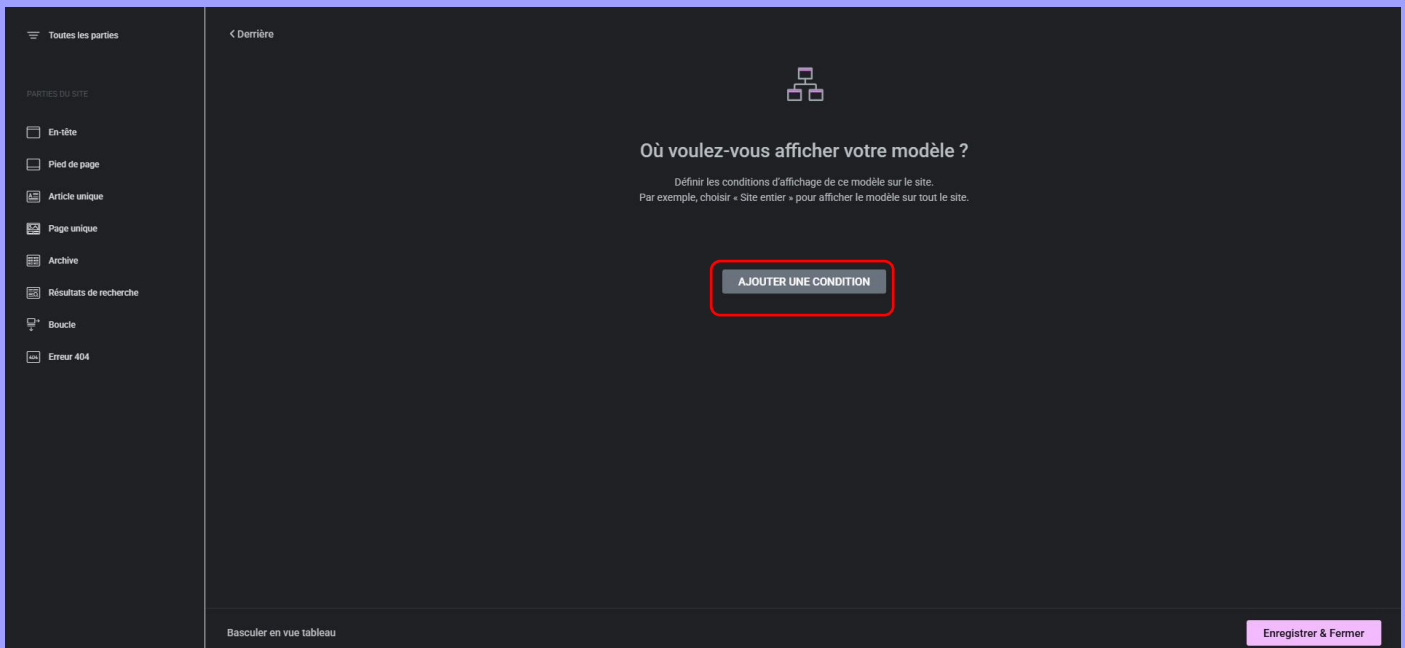 Toutes les parties
< Derrière
PARTIES DU SITE
En-tête
Pied de page
Article unique
Page unique
Archive
Résultats de recherche
Boucle
404 Erreur 404
Où voulez-vous afficher votre modèle ?
Définir les conditions d'affichage de ce modèle sur le site.
Par exemple, choisir « Site entier » pour afficher le modèle sur tout le site.
AJOUTER UNE CONDITION
Basculer en vue tableau
Enregistrer & Fermer